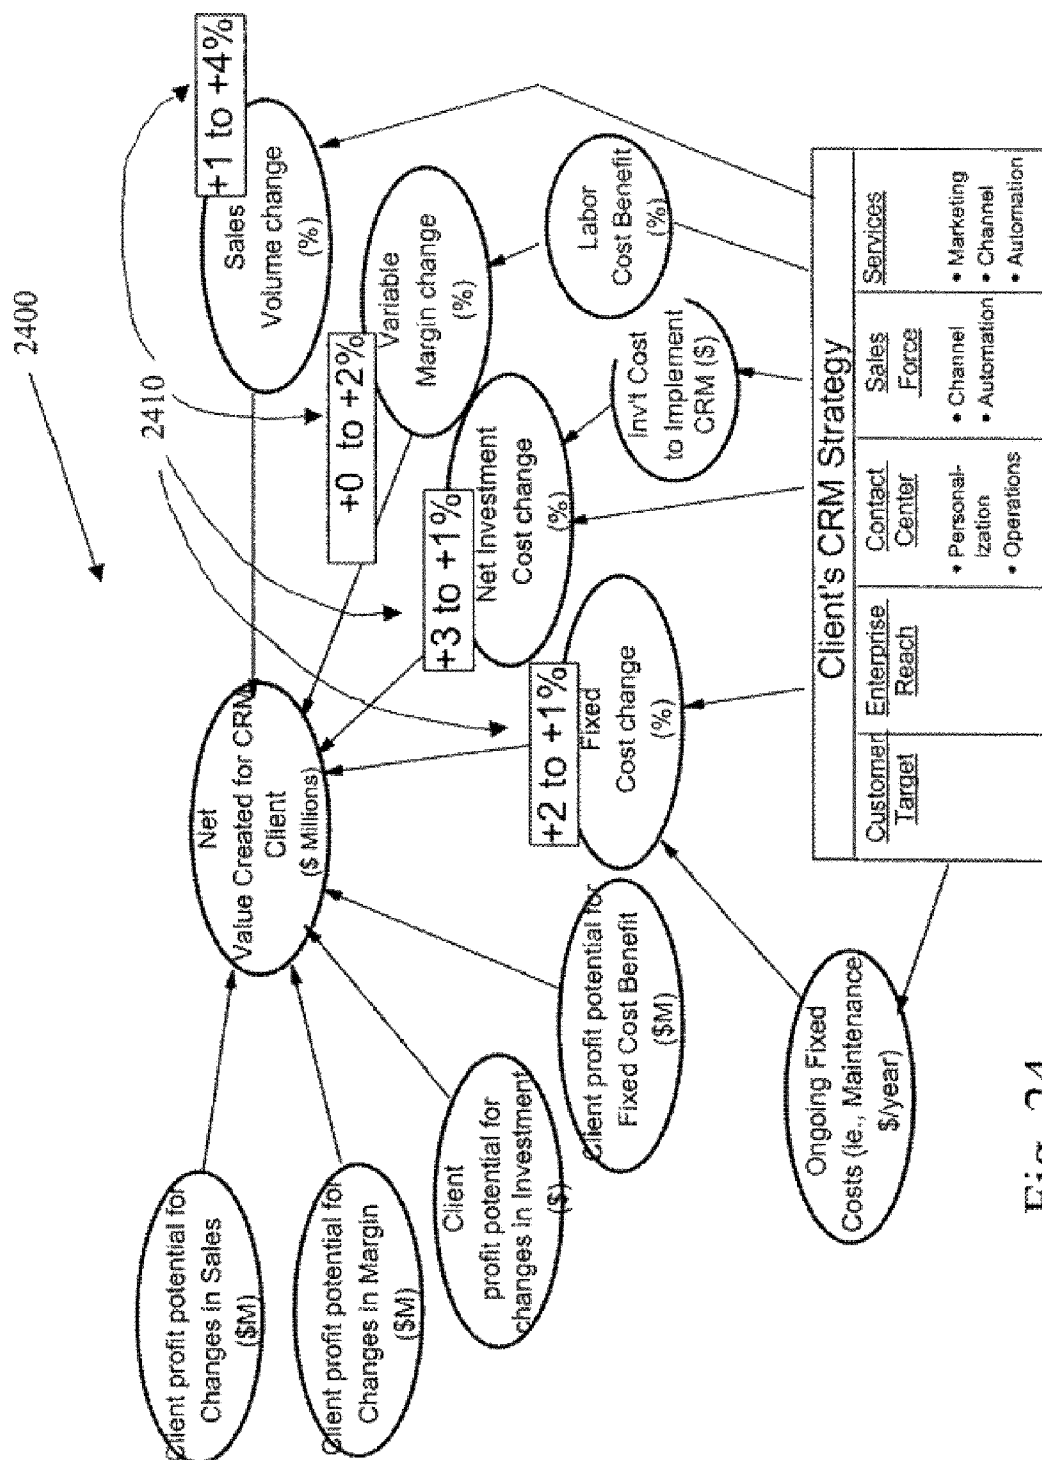 2400
2410
+1 to +4%
Sales
Volume change
(%)
+0 to +2%
Variable
Margin change
(%)
+3 to +1%
Net Investment
Cost change
(%)
+2 to +1%
Fixed
Cost change
(%)
Labor
Cost Benefit
(%)
Inv't Cost
to Implement
CRM ($)
Net
Value Created for CRM
Client
($ Millions)
Client profit potential for
Changes in Sales
($M)
Client profit potential for
Changes in Margin
($M)
Client
profit potential for
changes in Investment
($)
Client profit potential for
Fixed Cost Benefit
($M)
Ongoing Fixed
Costs (ie., Maintenance
$/year)
Client's CRM Strategy
Customer
Target
Enterprise
Reach
Contact
Center
• Personal-
ization
• Operations
Sales
Force
• Channel
• Automation
Services
• Marketing
• Channel
• Automation
Fig. 24